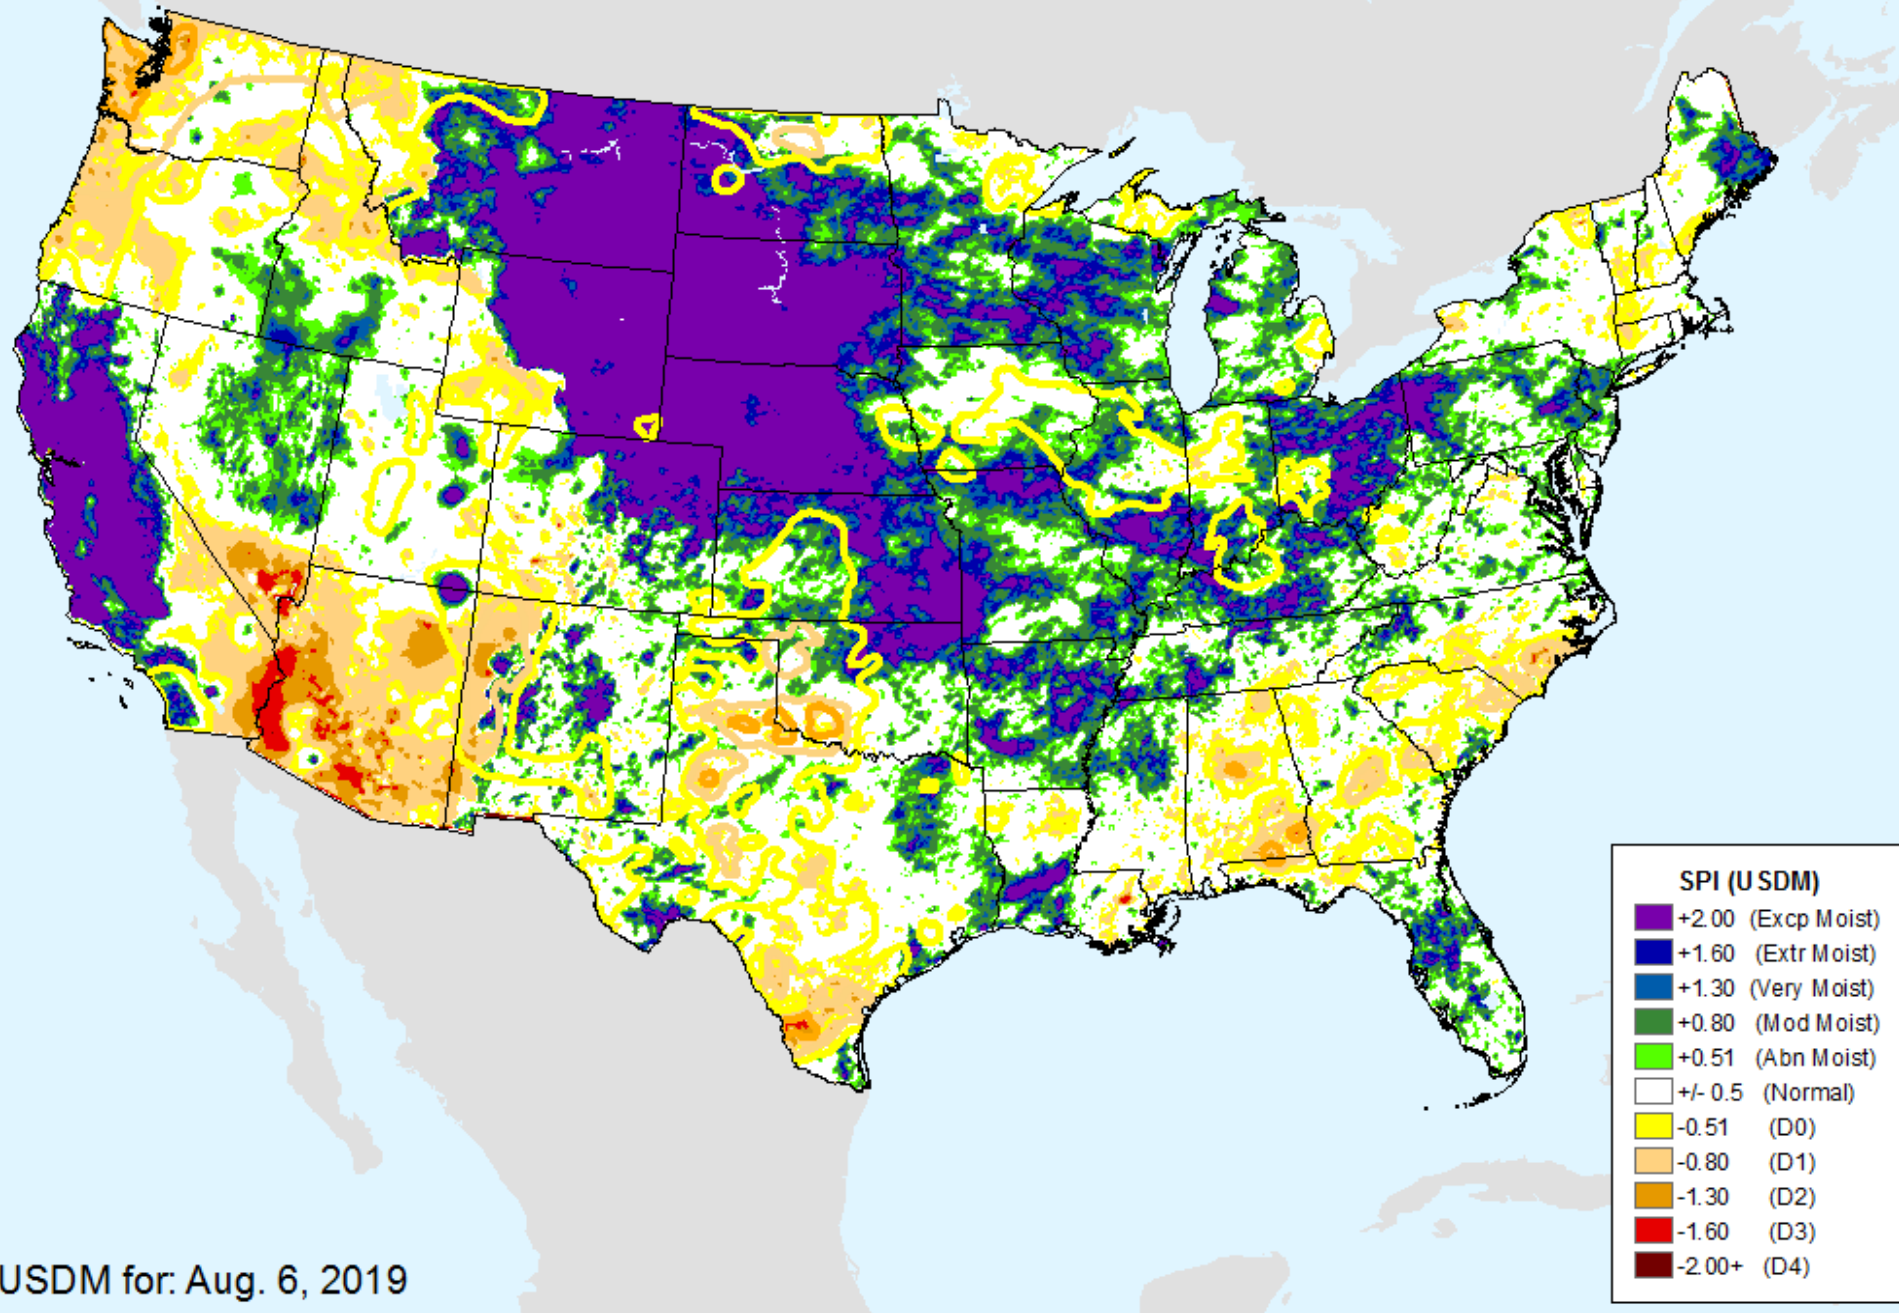 SPI (USDM)
+2.00 (Excp Moist)
+1.60 (Extr Moist)
+1.30 (Very Moist)
+0.80 (Mod Moist)
+0.51 (Abn Moist)
+/- 0.5 (Normal)
-0.51 (D0)
-0.80 (D1)
-1.30 (D2)
-1.60 (D3)
-2.00+ (D4)
USDM for: Aug. 6, 2019